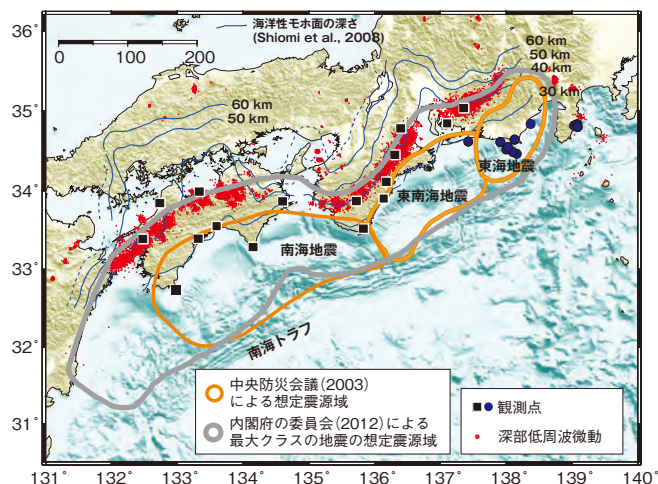 海洋性モホ面の深さ
(Shiomi et al., 2008)
0 100 200
60 km
50 km
40 km
30 km
60 km
50 km
東海地震
東南海地震
南海地震
南海トラフ
中央防災会議(2003)
による想定震源域
内閣府の委員会(2012)による
最大クラスの地震の想定震源域
観測点
深部低周波微動
36˚
35˚
34˚
33˚
32˚
31˚
131˚ 132˚ 133˚ 134˚ 135˚ 136˚ 137˚ 138˚ 139˚ 140˚